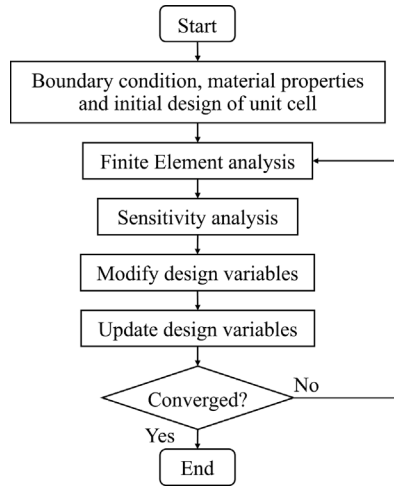 Start
Boundary condition, material properties
and initial design of unit cell
Finite Element analysis
Sensitivity analysis
Modify design variables
Update design variables
Converged?
No
Yes
End